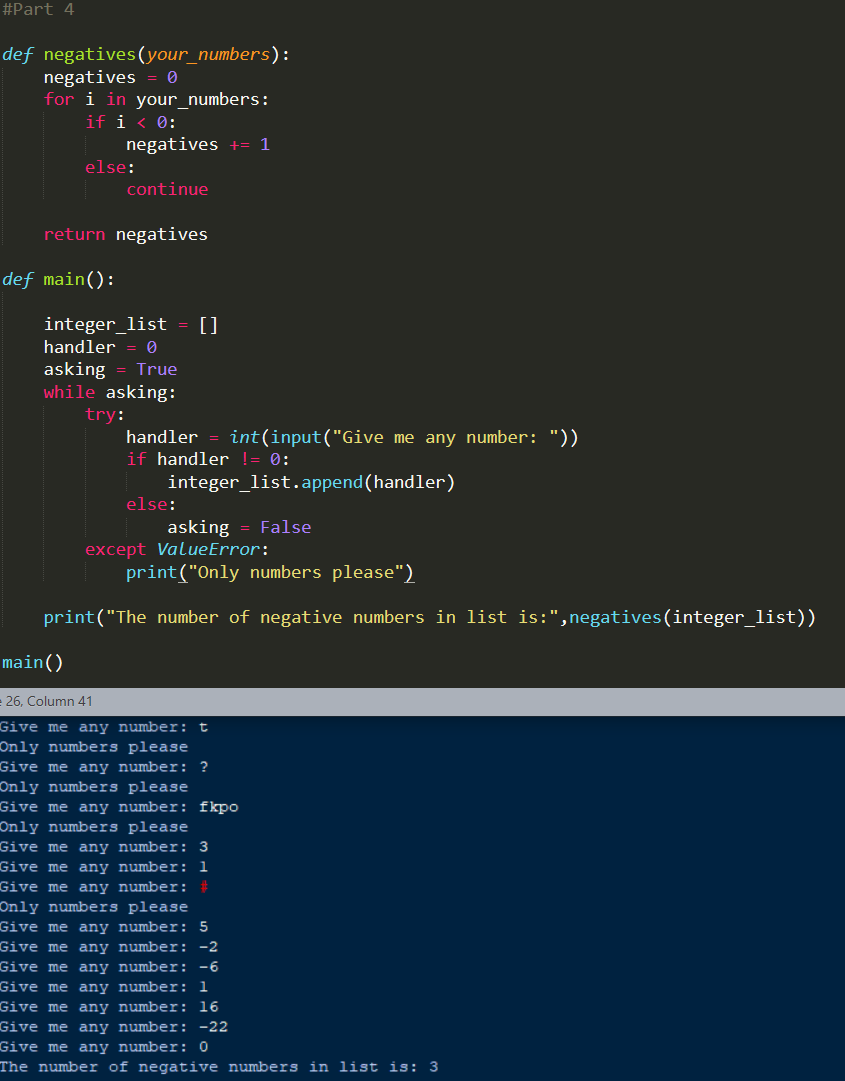 #Part 4
def negatives(your_numbers):
    negatives = 0
    for i in your_numbers:
        if i < 0:
            negatives += 1
        else:
            continue
    return negatives
def main():
    integer_list = []
    handler = 0
    asking = True
    while asking:
        try:
            handler = int(input("Give me any number: "))
            if handler != 0:
                integer_list.append(handler)
            else:
                asking = False
        except ValueError:
            print("Only numbers please")
    print("The number of negative numbers in list is:",negatives(integer_list))
main()
26, Column 41
Give me any number: t
Only numbers please
Give me any number: ?
Only numbers please
Give me any number: fkpo
Only numbers please
Give me any number: 3
Give me any number: 1
Give me any number: #
Only numbers please
Give me any number: 5
Give me any number: -2
Give me any number: -6
Give me any number: 1
Give me any number: 16
Give me any number: -22
Give me any number: 0
The number of negative numbers in list is: 3